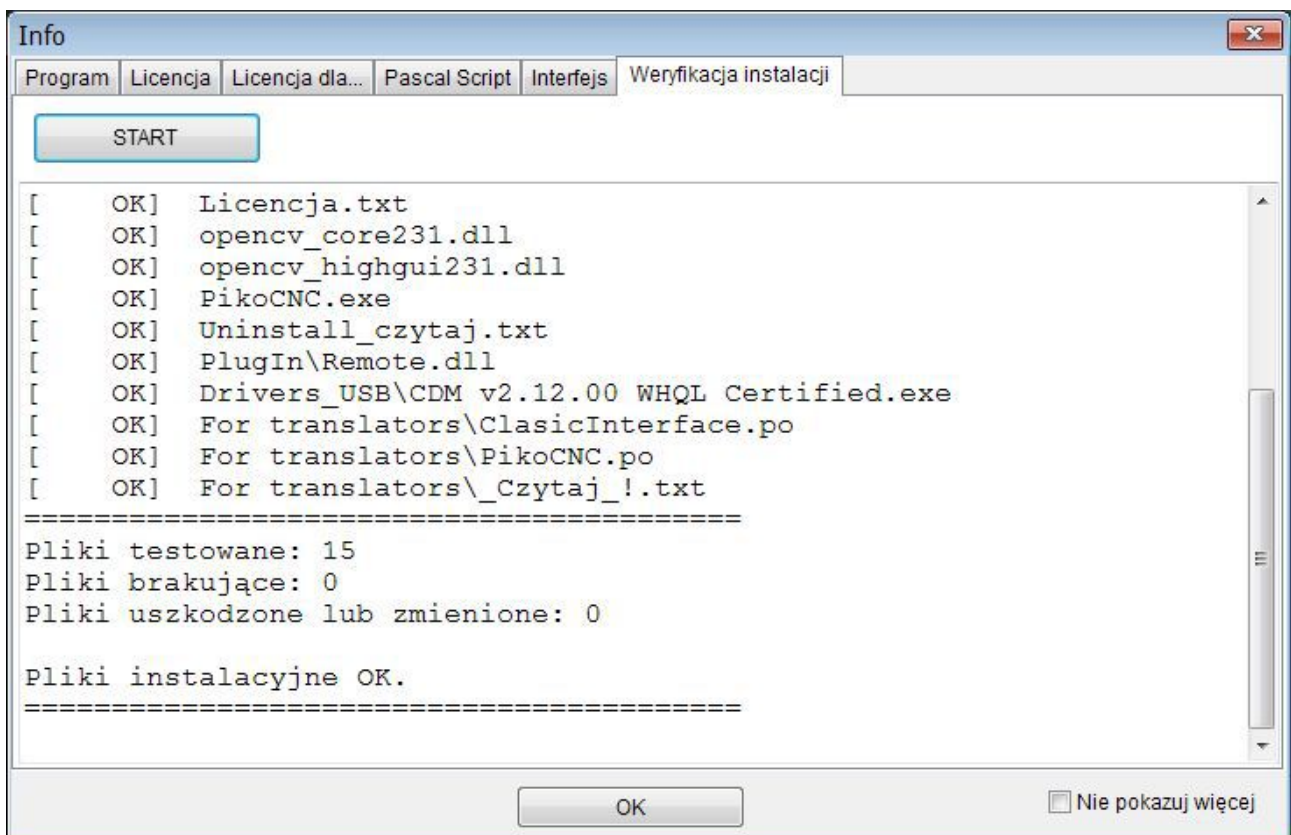 Info
Program Licencja Licencja dla... Pascal Script Interfejs Weryfikacja instalacji
START
[     OK]  Licencja.txt
[     OK]  opencv_core231.dll
[     OK]  opencv_highgui231.dll
[     OK]  PikoCNC.exe
[     OK]  Uninstall_czytaj.txt
[     OK]  PlugIn\Remote.dll
[     OK]  Drivers_USB\CDM v2.12.00 WHQL Certified.exe
[     OK]  For translators\ClasicInterface.po
[     OK]  For translators\PikoCNC.po
[     OK]  For translators\_Czytaj_!.txt
=========================================
Pliki testowane: 15
Pliki brakujące: 0
Pliki uszkodzone lub zmienione: 0
Pliki instalacyjne OK.
=========================================
OK Nie pokazuj więcej